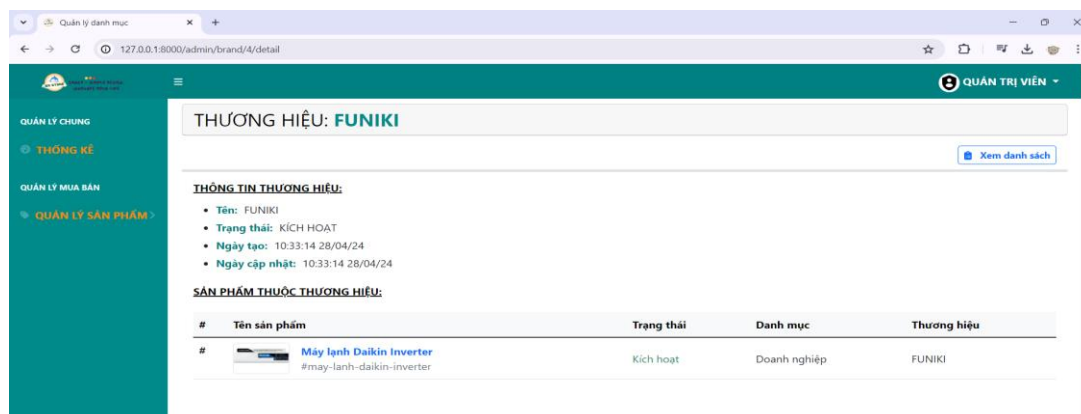 Quản lý danh mục
127.0.0.1:8000/admin/brand/4/detail
QUẢN TRỊ VIÊN
QUẢN LÝ CHUNG
THỐNG KÊ
QUẢN LÝ MUA BÁN
QUẢN LÝ SẢN PHẨM
THƯƠNG HIỆU: FUNIKI
Xem danh sách
THÔNG TIN THƯƠNG HIỆU:
Tên: FUNIKI
Trạng thái: KÍCH HOẠT
Ngày tạo: 10:33:14 28/04/24
Ngày cập nhật: 10:33:14 28/04/24
SẢN PHẨM THUỘC THƯƠNG HIỆU:
# Tên sản phẩm Trạng thái Danh mục Thương hiệu
# Máy lạnh Daikin Inverter Kích hoạt Doanh nghiệp FUNIKI
#may-lanh-daikin-inverter